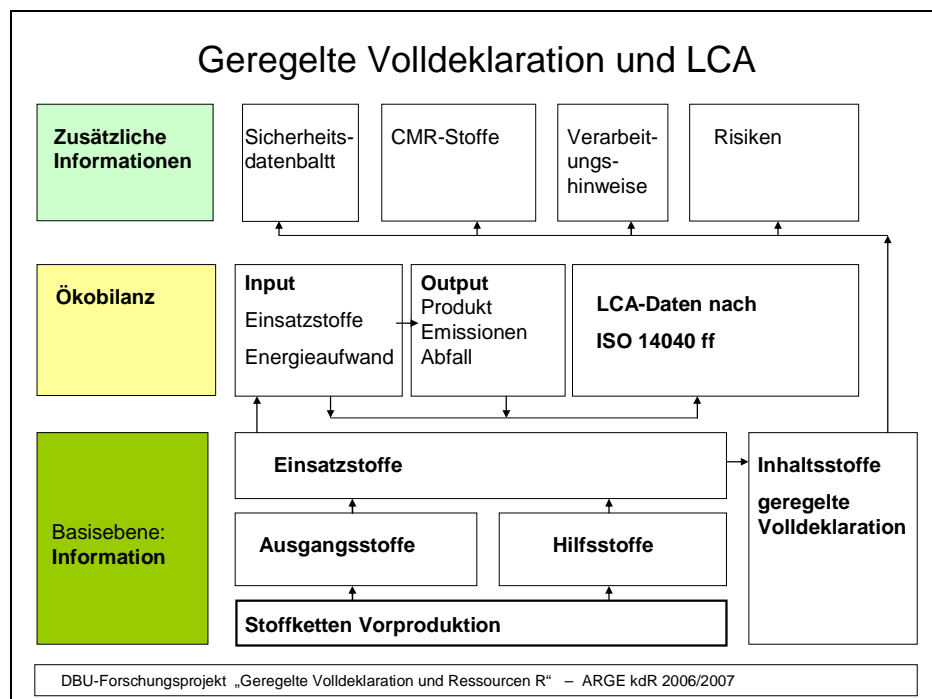 Geregelte Volldeklaration und LCA
Zusätzliche
Informationen
Sicherheits-
datenbaltt
CMR-Stoffe
Verarbeit-
ungs-
hinweise
Risiken
Ökobilanz
Input
Einsatzstoffe
Energieaufwand
Output
Produkt
Emissionen
Abfall
LCA-Daten nach
ISO 14040 ff
Basisebene:
Information
Einsatzstoffe
Inhaltsstoffe
geregelte
Volldeklaration
Ausgangsstoffe
Hilfsstoffe
Stoffketten Vorproduktion
DBU-Forschungsprojekt „Geregelte Volldeklaration und Ressourcen R“ – ARGE kdR 2006/2007